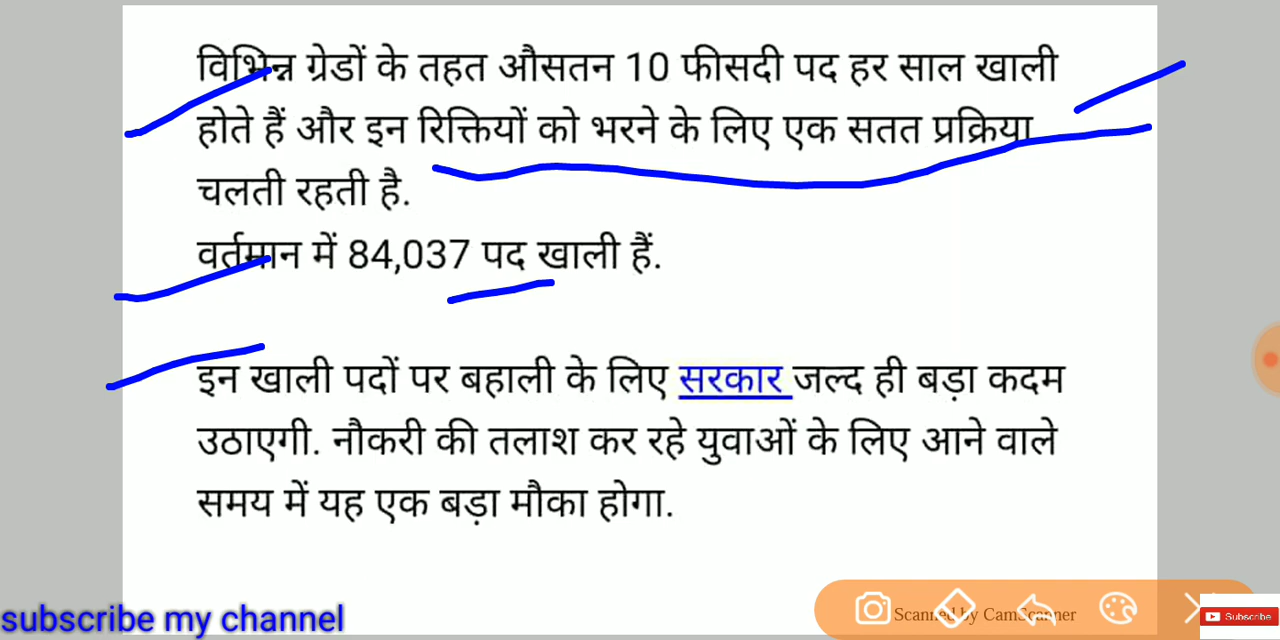 विभिन्न ग्रेडों के तहत औसतन 10 फीसदी पद हर साल खाली
होते हैं और इन रिक्तियों को भरने के लिए एक सतत प्रक्रिया
चलती रहती है.
वर्तमान में 84,037 पद खाली हैं.
इन खाली पदों पर बहाली के लिए सरकार जल्द ही बड़ा कदम
उठाएगी. नौकरी की तलाश कर रहे युवाओं के लिए आने वाले
समय में यह एक बड़ा मौका होगा.
Scanned by CamScanner
subscribe my channel
Subscribe